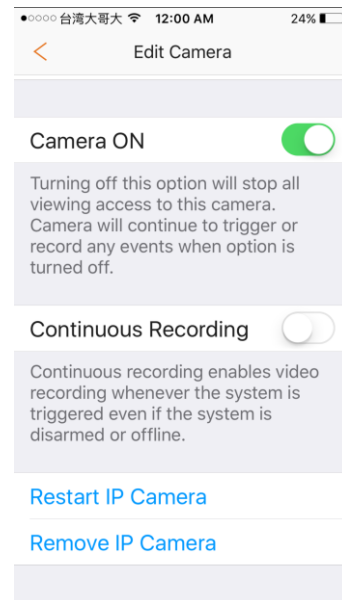 台湾大哥大 12:00 AM 24%
Edit Camera
Camera ON
Turning off this option will stop all
viewing access to this camera.
Camera will continue to trigger or
record any events when option is
turned off.
Continuous Recording
Continuous recording enables video
recording whenever the system is
triggered even if the system is
disarmed or offline.
Restart IP Camera
Remove IP Camera